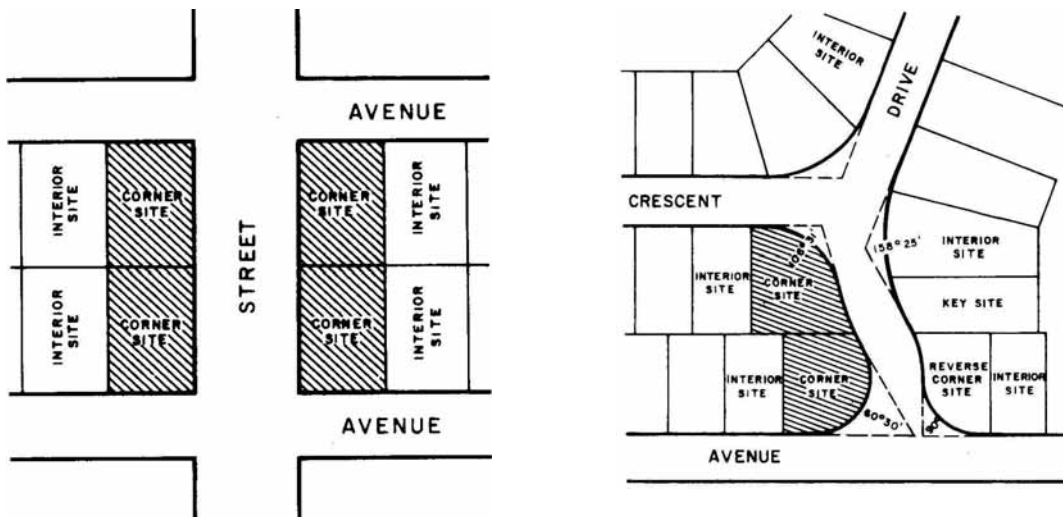 AVENUE
INTERIOR
SITE
CORNER
SITE
CORNER
SITE
INTERIOR
SITE
STREET
INTERIOR
SITE
CORNER
SITE
CORNER
SITE
INTERIOR
SITE
AVENUE
INTERIOR
SITE
DRIVE
CRESCENT
158°25'
INTERIOR
SITE
INTERIOR
SITE
CORNER
SITE
KEY SITE
INTERIOR
SITE
CORNER
SITE
REVERSE
CORNER
SITE
INTERIOR
SITE
60°30'
AVENUE